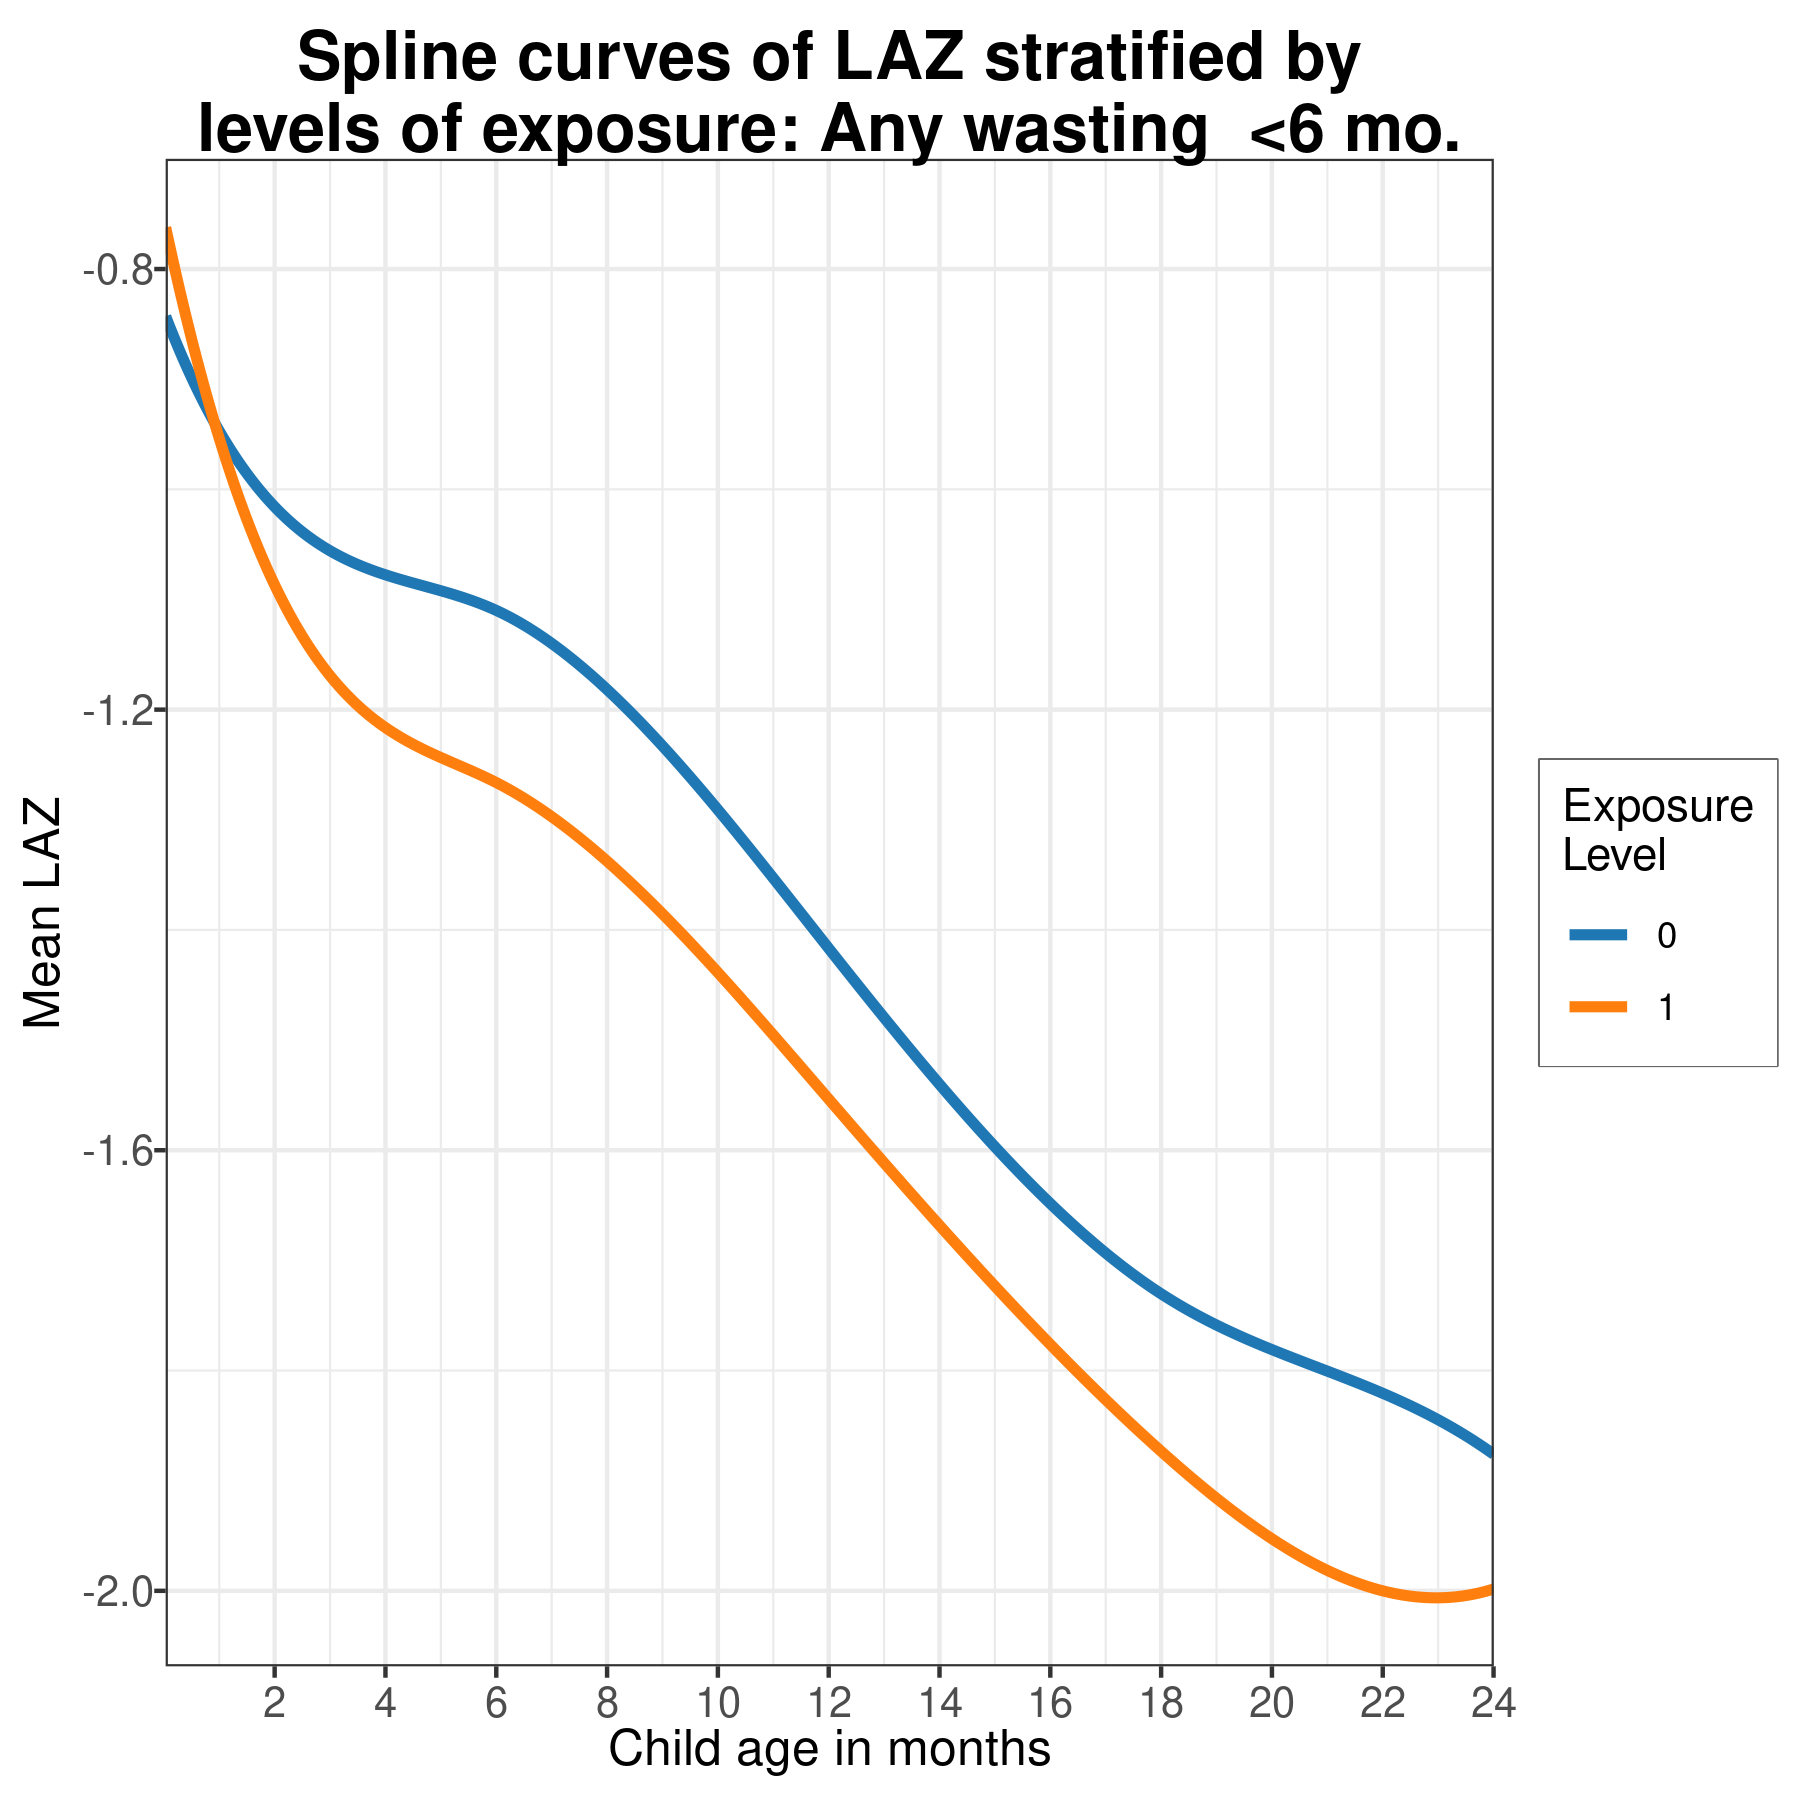 Spline curves of LAZ stratified by
levels of exposure: Any wasting  <6 mo.
-0.8
-1.2
-1.6
-2.0
Mean LAZ
2 4 6 8 10 12 14 16 18 20 22 24
Child age in months
Exposure
Level
0
1